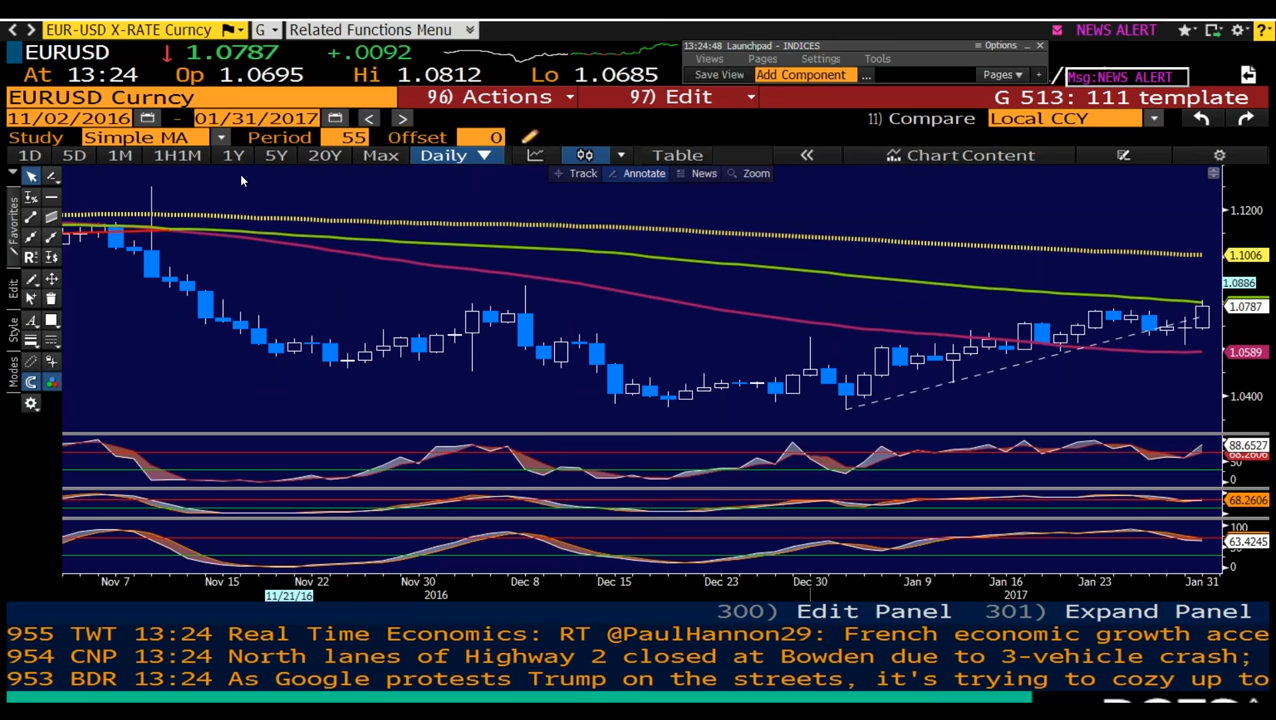 EUR-USD X-RATE Curncy G Related Functions Menu NEWS ALERT
EURUSD 1.0787 +.0092
13:24:48 Launchpad - INDICES Options
Views Pages Settings Tools
Save View Add Component ... Pages
Msg:NEWS ALERT
At 13:24 Op 1.0695 Hi 1.0812 Lo 1.0685
EURUSD Curncy 96) Actions 97) Edit G 513: 111 template
11/02/2016 - 01/31/2017 11) Compare Local CCY
Study Simple MA Period 55 Offset 0
1D 5D 1M 1H1M 1Y 5Y 20Y Max Daily Table Chart Content
Track Annotate News Zoom
Favorites
Edit
Style
Modes
1.1200
1.1006
1.0886
1.0787
1.0589
1.0400
88.6527
50
0
68.2606
100
63.4245
0
Nov 7 Nov 15 Nov 22 Nov 30 Dec 8 Dec 15 Dec 23 Dec 30 Jan 9 Jan 16 Jan 23 Jan 31
11/21/16 2016 2017
300) Edit Panel 301) Expand Panel
955 TWT 13:24 Real Time Economics: RT @PaulHannon29: French economic growth acce
954 CNP 13:24 North lanes of Highway 2 closed at Bowden due to 3-vehicle crash;
953 BDR 13:24 As Google protests Trump on the streets, it's trying to cozy up to